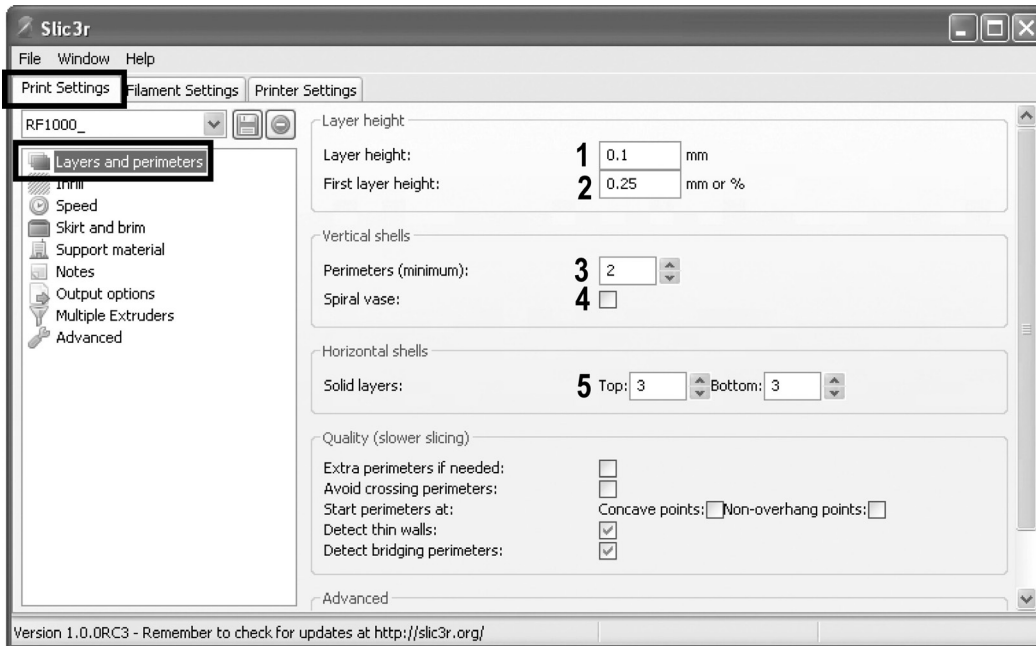 Slic3r
File Window Help
Print Settings Filament Settings Printer Settings
RF1000_
Layers and perimeters
Infill
Speed
Skirt and brim
Support material
Notes
Output options
Multiple Extruders
Advanced
Layer height
Layer height: 1 0.1 mm
First layer height: 2 0.25 mm or %
Vertical shells
Perimeters (minimum): 3 2
Spiral vase: 4
Horizontal shells
Solid layers: 5 Top: 3 Bottom: 3
Quality (slower slicing)
Extra perimeters if needed:
Avoid crossing perimeters:
Start perimeters at: Concave points: Non-overhang points:
Detect thin walls:
Detect bridging perimeters:
Advanced
Version 1.0.0RC3 - Remember to check for updates at http://slic3r.org/